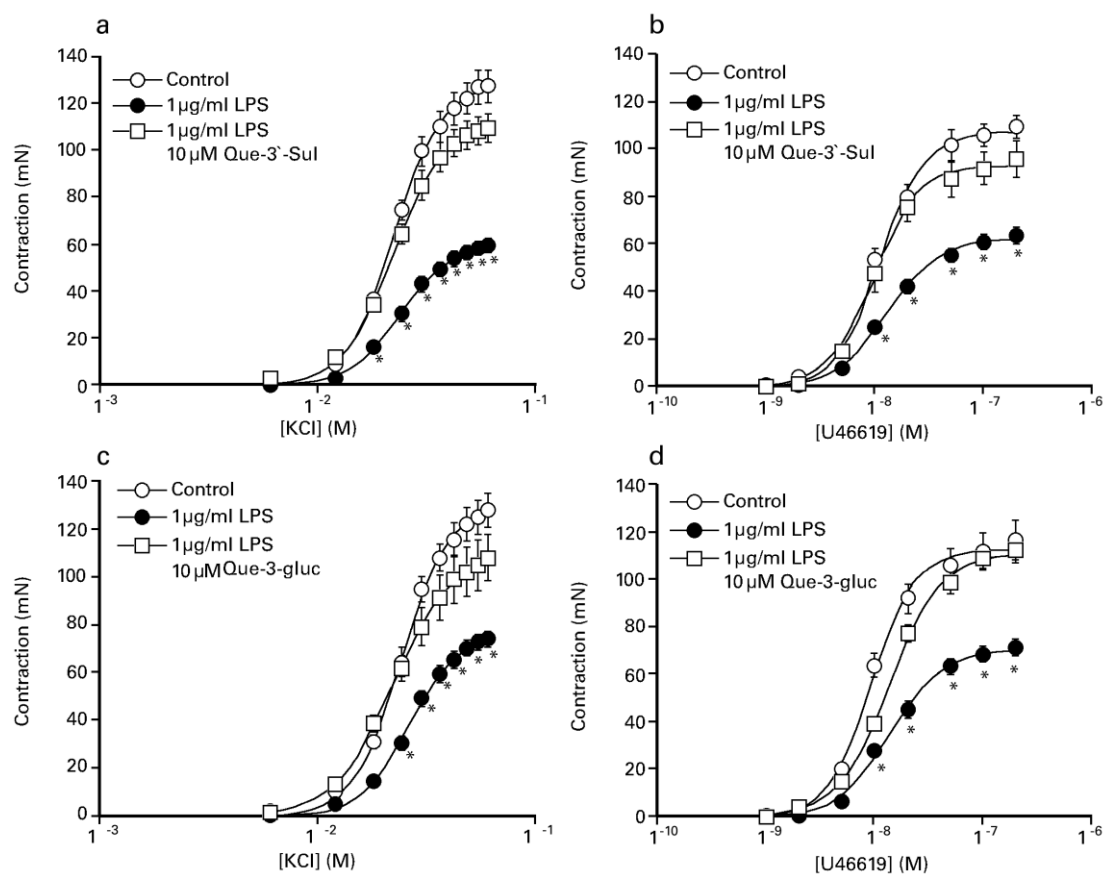 a
140
120
100
80
60
40
20
0
Contraction (mN)
Control
1µg/ml LPS
1µg/ml LPS
10µM Que-3`-Sul
* * * * * * * *
1⁻³
1⁻²
1⁻¹
[KCl] (M)
b
140
120
100
80
60
40
20
0
Contraction (mN)
Control
1µg/ml LPS
1µg/ml LPS
10µM Que-3`-Sul
* * * * *
1⁻¹⁰
1⁻⁹
1⁻⁸
1⁻⁷
1⁻⁶
[U46619] (M)
c
140
120
100
80
60
40
20
0
Contraction (mN)
Control
1µg/ml LPS
1µg/ml LPS
10µM Que-3-gluc
* * * * * * *
1⁻³
1⁻²
1⁻¹
[KCl] (M)
d
140
120
100
80
60
40
20
0
Contraction (mN)
Control
1µg/ml LPS
1µg/ml LPS
10µM Que-3-gluc
* * * * *
1⁻¹⁰
1⁻⁹
1⁻⁸
1⁻⁷
1⁻⁶
[U46619] (M)